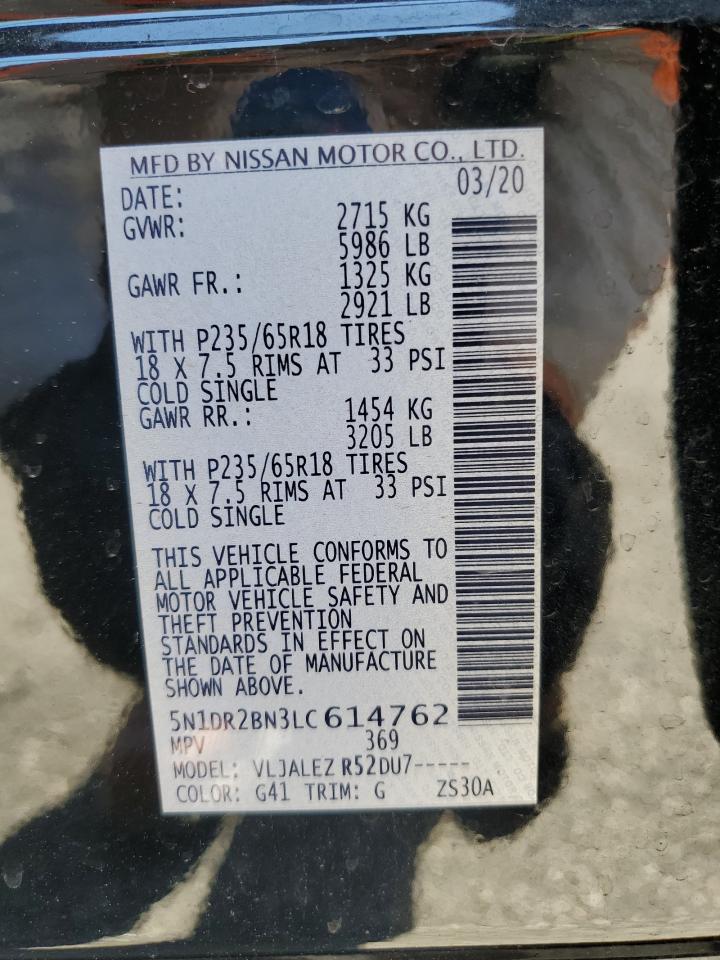 MFD BY NISSAN MOTOR CO., LTD.
DATE: 03/20
GVWR: 2715 KG
5986 LB
GAWR FR.: 1325 KG
2921 LB
WITH P235/65R18 TIRES
18 X 7.5 RIMS AT 33 PSI
COLD SINGLE
GAWR RR.: 1454 KG
3205 LB
WITH P235/65R18 TIRES
18 X 7.5 RIMS AT 33 PSI
COLD SINGLE
THIS VEHICLE CONFORMS TO
ALL APPLICABLE FEDERAL
MOTOR VEHICLE SAFETY AND
THEFT PREVENTION
STANDARDS IN EFFECT ON
THE DATE OF MANUFACTURE
SHOWN ABOVE.
5N1DR2BN3LC614762
MPV 369
MODEL: VLJALEZ R52DU7-----
COLOR: G41 TRIM: G ZS30A